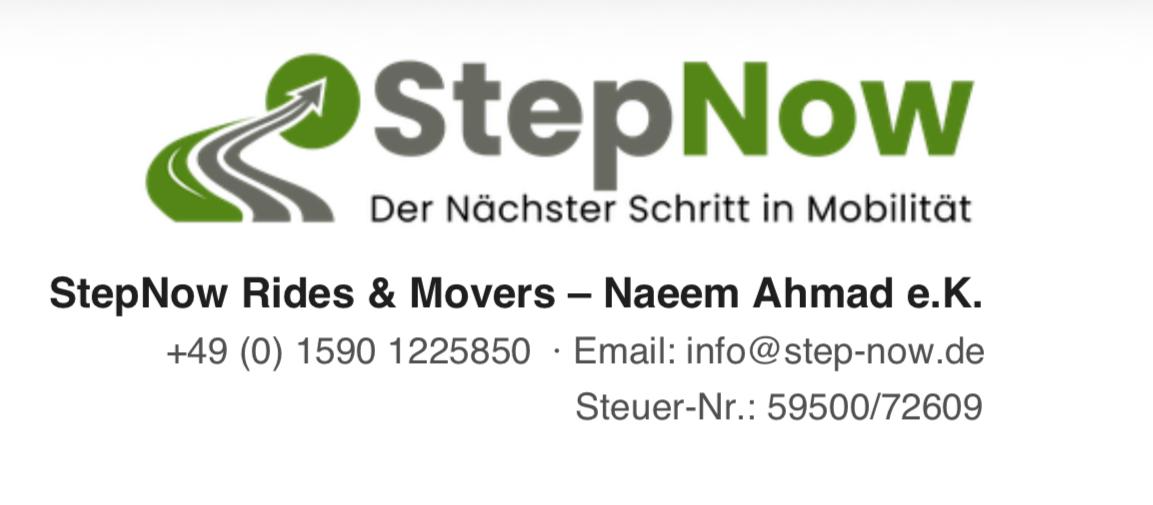 StepNow
Der Nächster Schritt in Mobilität
StepNow Rides & Movers – Naeem Ahmad e.K.
+49 (0) 1590 1225850 · Email: info@step-now.de
Steuer-Nr.: 59500/72609